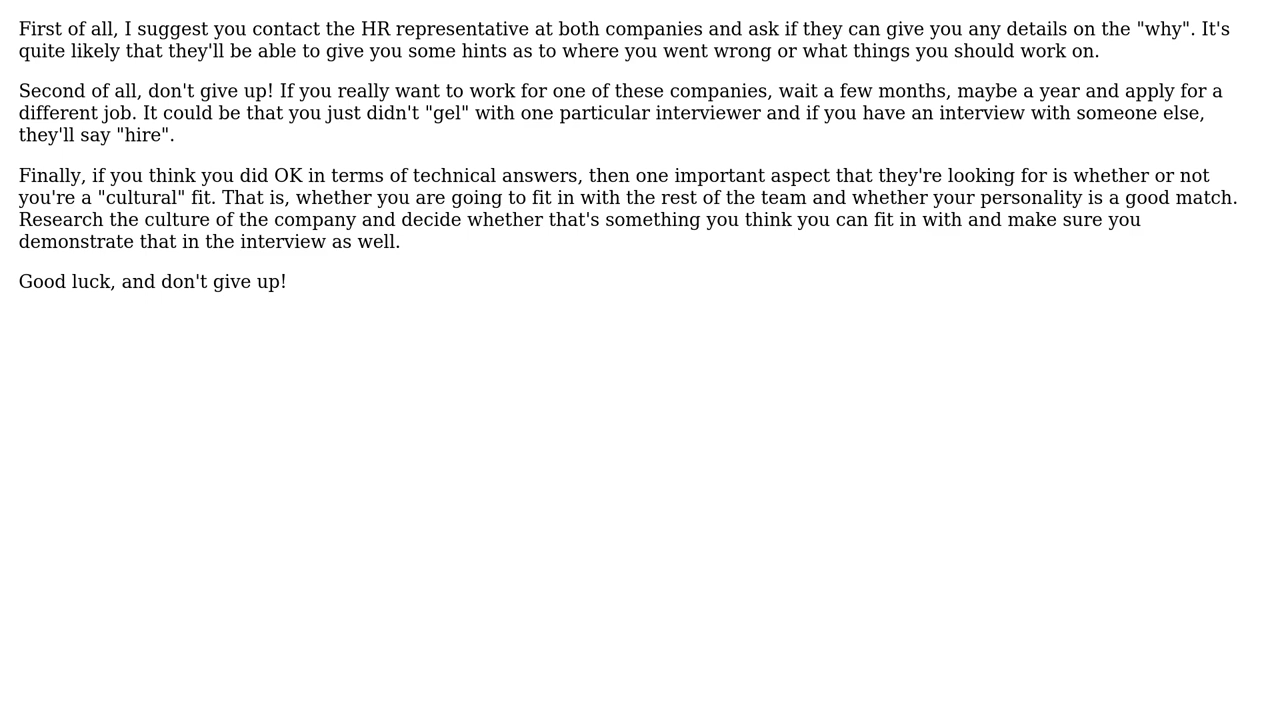 First of all, I suggest you contact the HR representative at both companies and ask if they can give you any details on the "why". It's
quite likely that they'll be able to give you some hints as to where you went wrong or what things you should work on.
Second of all, don't give up! If you really want to work for one of these companies, wait a few months, maybe a year and apply for a
different job. It could be that you just didn't "gel" with one particular interviewer and if you have an interview with someone else,
they'll say "hire".
Finally, if you think you did OK in terms of technical answers, then one important aspect that they're looking for is whether or not
you're a "cultural" fit. That is, whether you are going to fit in with the rest of the team and whether your personality is a good match.
Research the culture of the company and decide whether that's something you think you can fit in with and make sure you
demonstrate that in the interview as well.
Good luck, and don't give up!